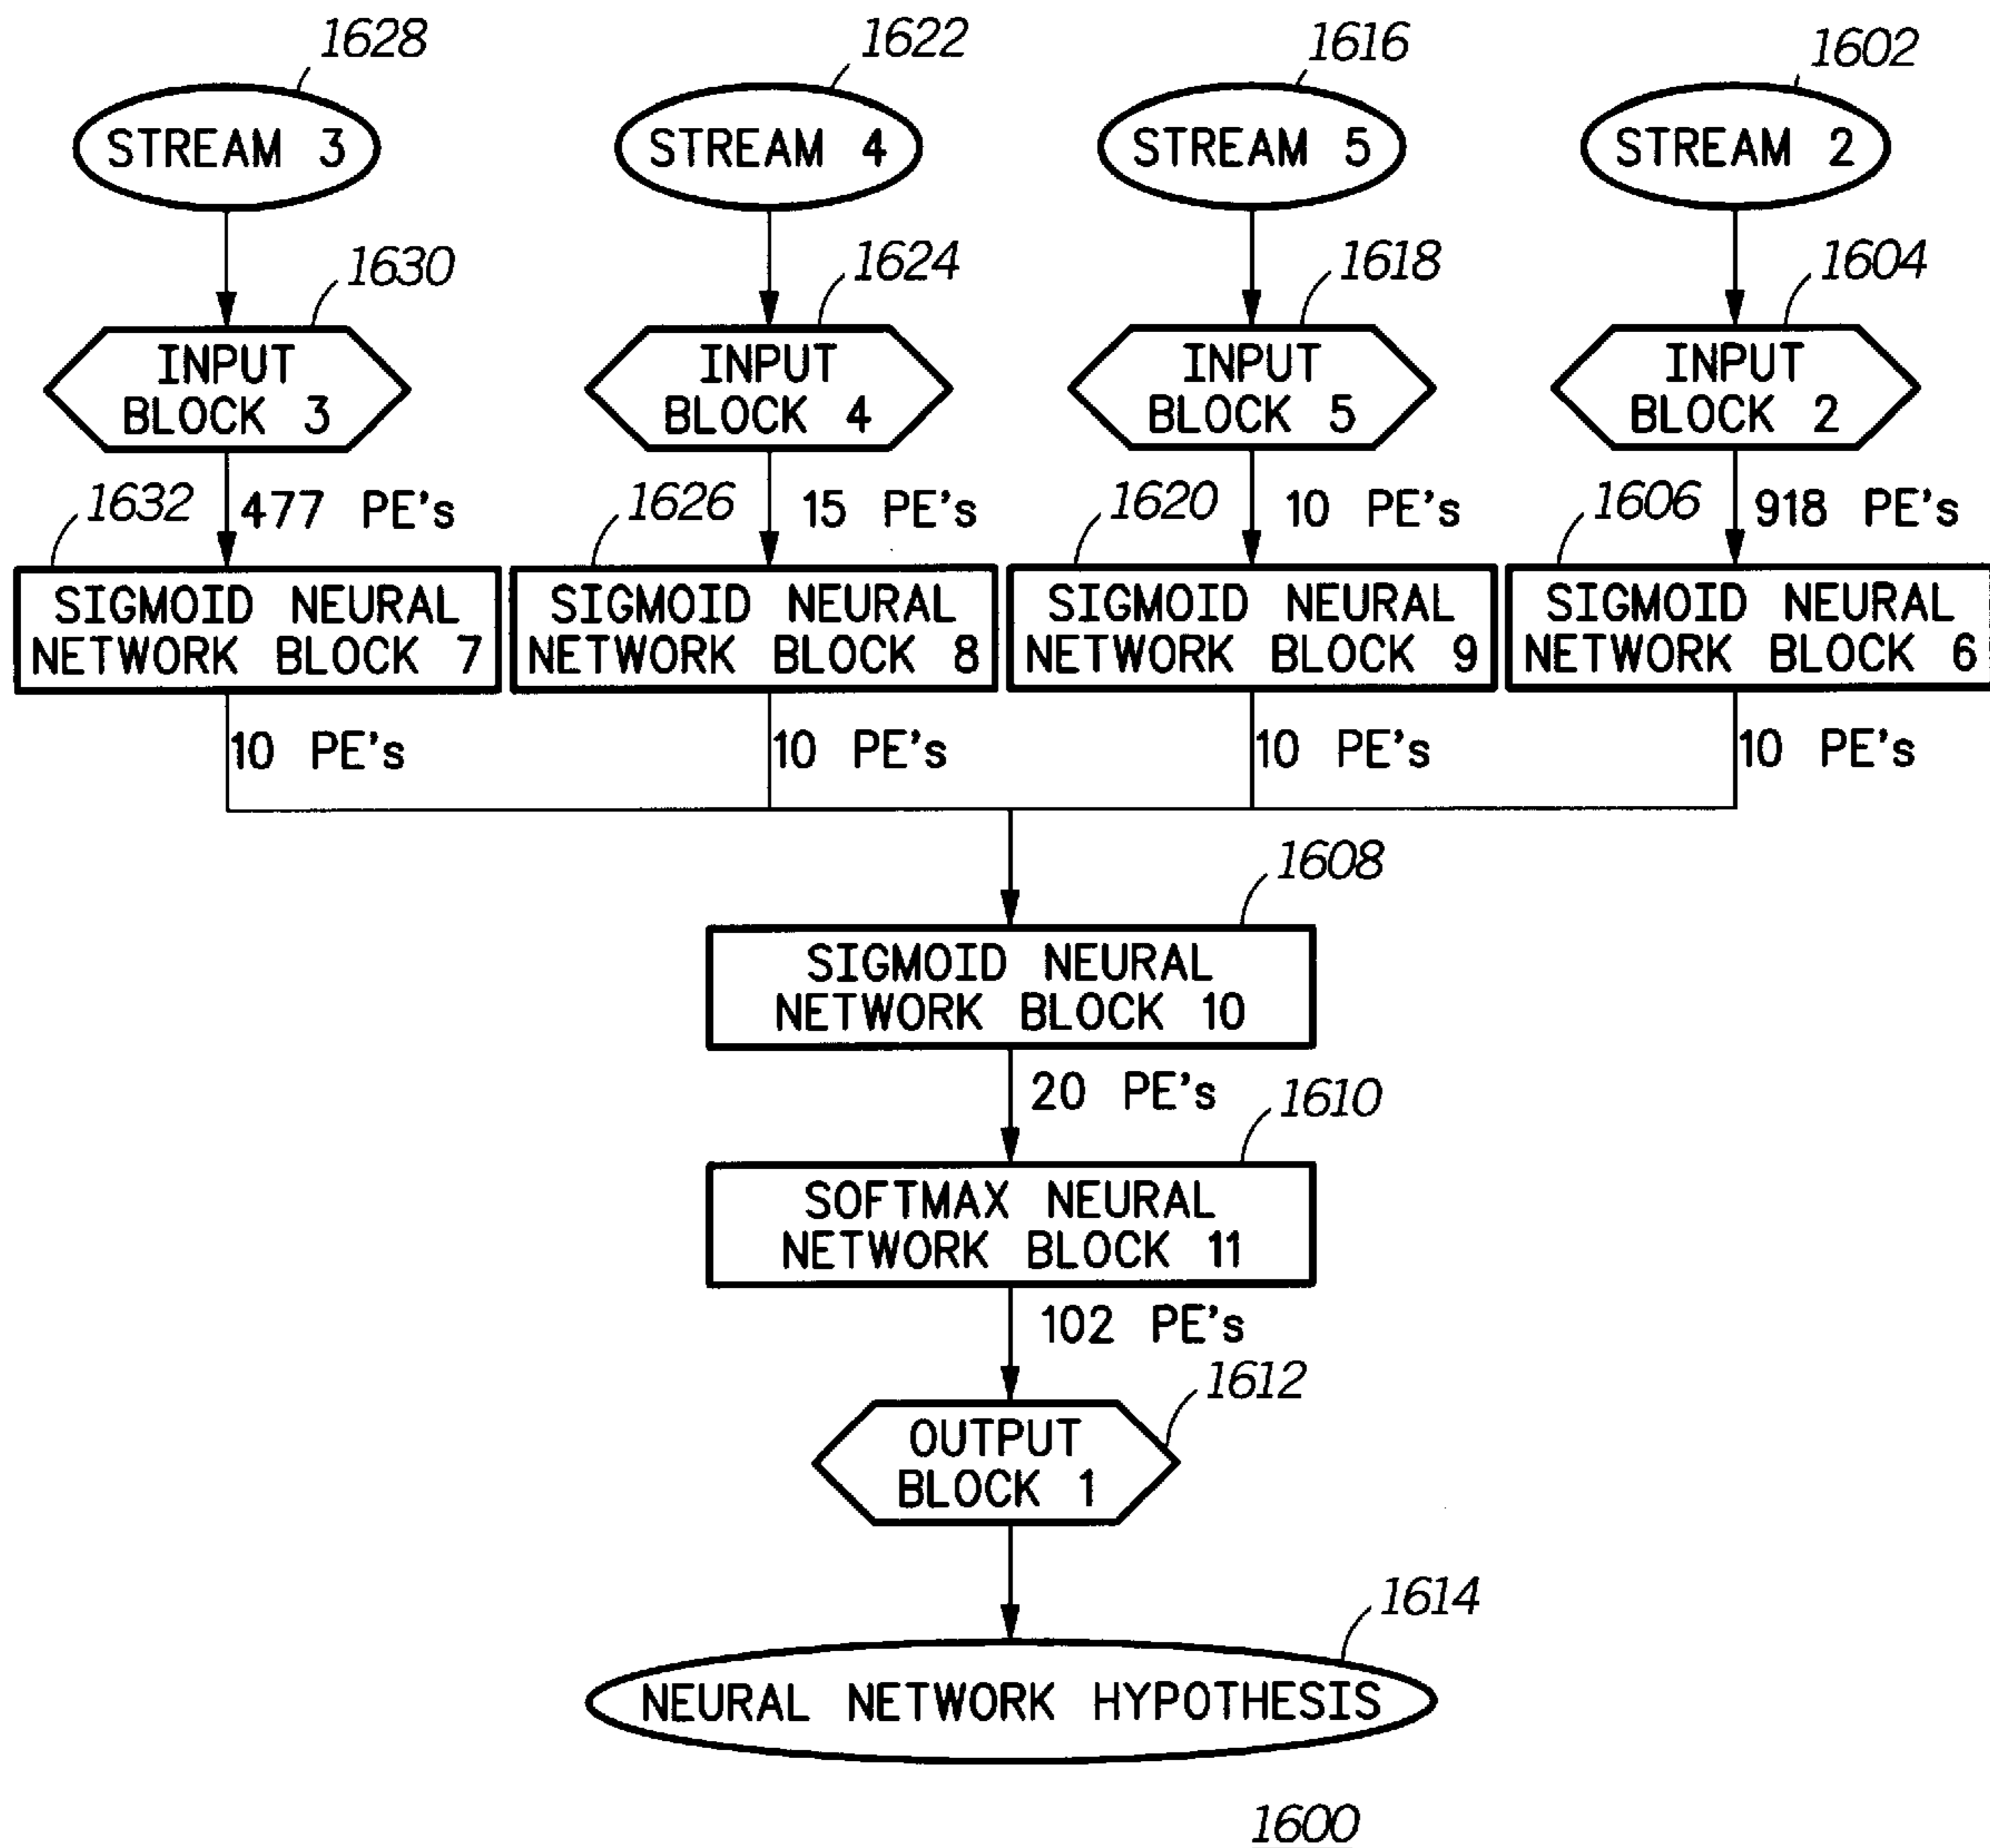 1628
1622
1616
1602
STREAM 3
STREAM 4
STREAM 5
STREAM 2
1630
1624
1618
1604
INPUT
BLOCK 3
INPUT
BLOCK 4
INPUT
BLOCK 5
INPUT
BLOCK 2
1632
477 PE's
1626
15 PE's
1620
10 PE's
1606
918 PE's
SIGMOID NEURAL
NETWORK BLOCK 7
SIGMOID NEURAL
NETWORK BLOCK 8
SIGMOID NEURAL
NETWORK BLOCK 9
SIGMOID NEURAL
NETWORK BLOCK 6
10 PE's
10 PE's
10 PE's
10 PE's
1608
SIGMOID NEURAL
NETWORK BLOCK 10
20 PE's
1610
SOFTMAX NEURAL
NETWORK BLOCK 11
102 PE's
1612
OUTPUT
BLOCK 1
1614
NEURAL NETWORK HYPOTHESIS
1600